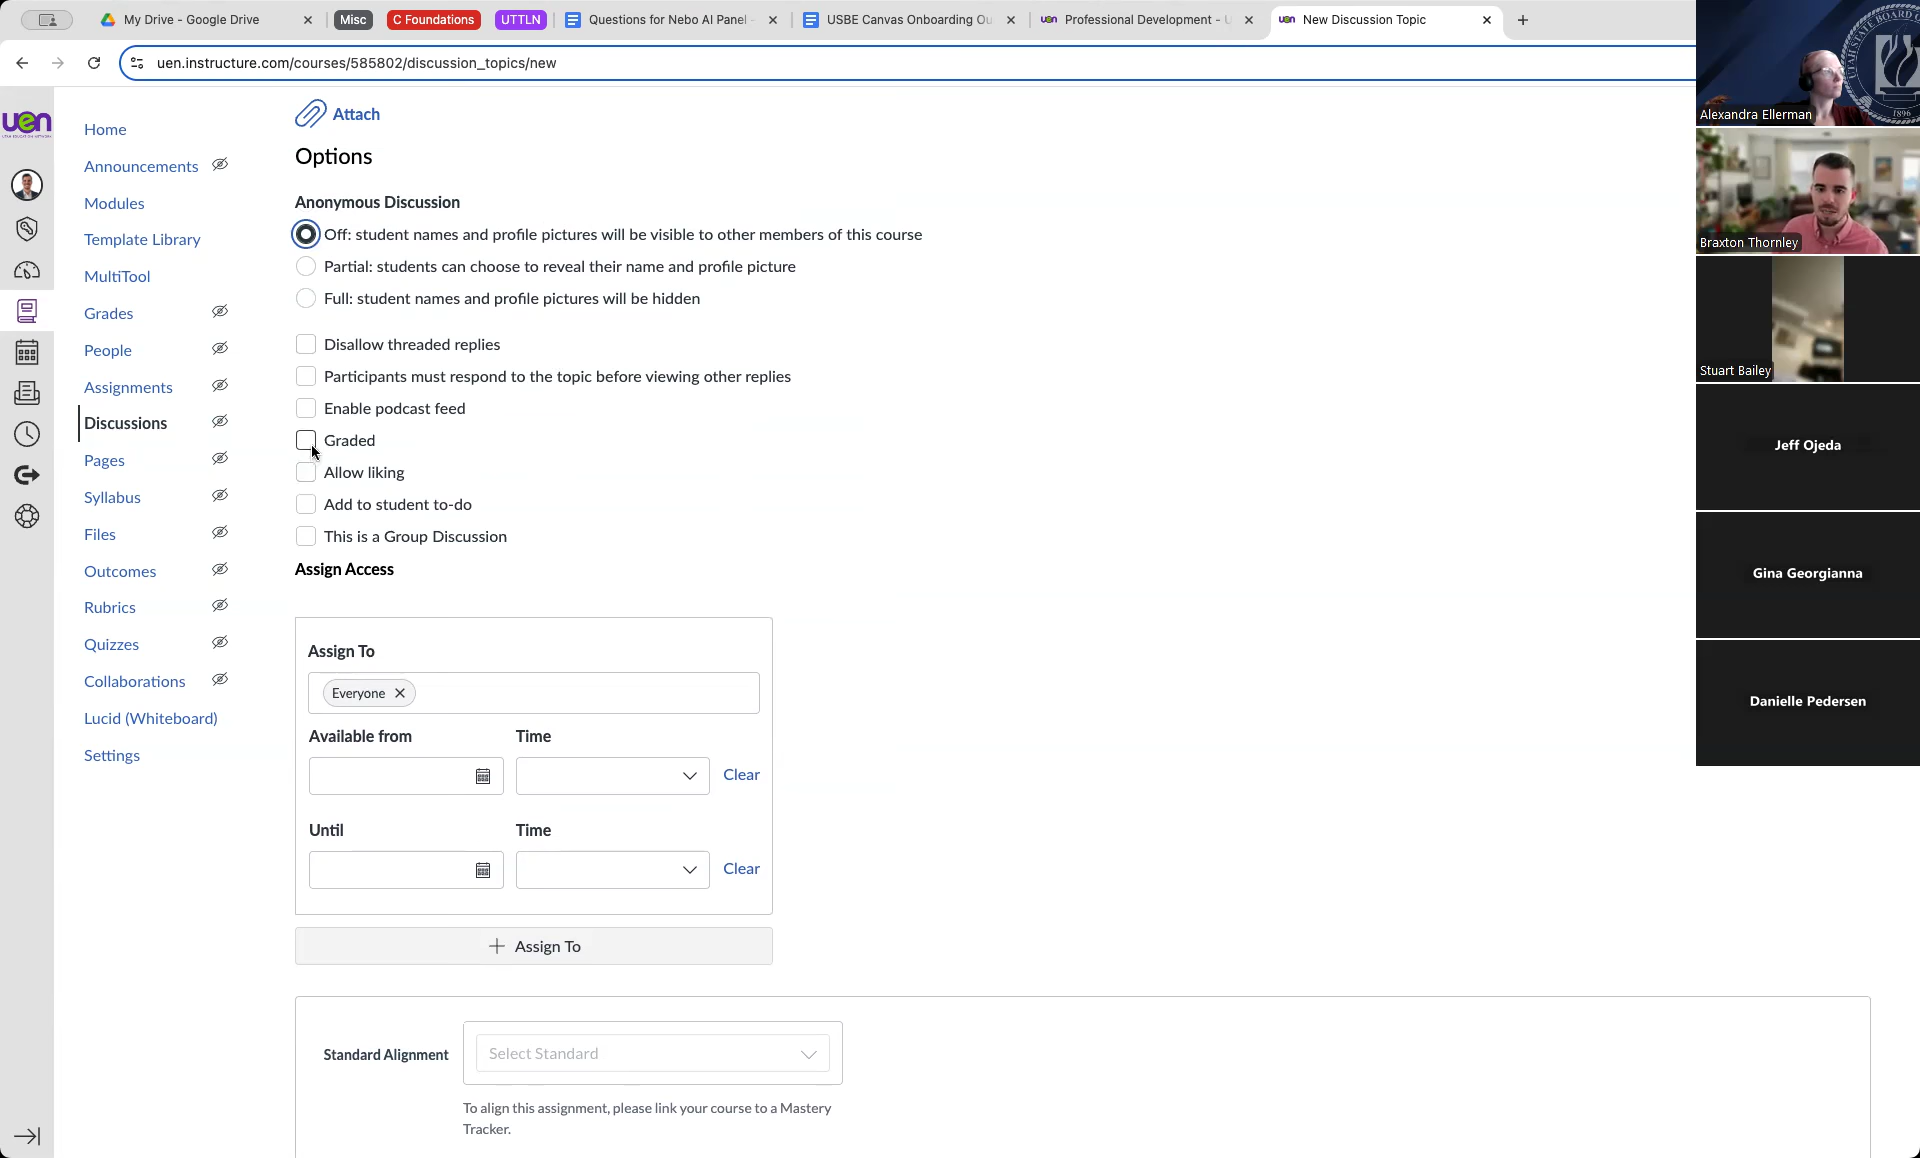 My Drive - Google Drive
Misc
C Foundations
UTTLN
Questions for Nebo AI Panel
USBE Canvas Onboarding Ou
uen
Professional Development - U
uen
New Discussion Topic
uen.instructure.com/courses/585802/discussion_topics/new
uen
Home
Announcements
Modules
Template Library
MultiTool
Grades
People
Assignments
Discussions
Pages
Syllabus
Files
Outcomes
Rubrics
Quizzes
Collaborations
Lucid (Whiteboard)
Settings
Attach
Options
Anonymous Discussion
Off: student names and profile pictures will be visible to other members of this course
Partial: students can choose to reveal their name and profile picture
Full: student names and profile pictures will be hidden
Disallow threaded replies
Participants must respond to the topic before viewing other replies
Enable podcast feed
Graded
Allow liking
Add to student to-do
This is a Group Discussion
Assign Access
Assign To
Everyone
Available from Time
Clear
Until Time
Clear
Assign To
Standard Alignment
Select Standard
To align this assignment, please link your course to a Mastery
Tracker.
UTAH STATE BOARD
1896
Alexandra Ellerman
Braxton Thornley
Stuart Bailey
Jeff Ojeda
Gina Georgianna
Danielle Pedersen